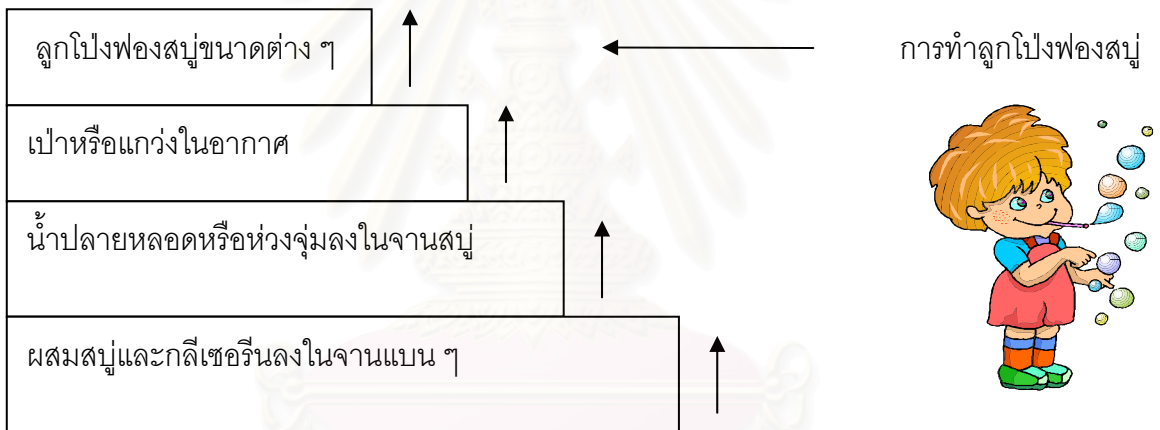 ลูกโป่งฟองสบู่ขนาดต่าง ๆ
การทำลูกโป่งฟองสบู่
เป่าหรือแกว่งในอากาศ
น้ำปลายหลอดหรือห่วงจุ่มลงในจานสบู่
ผสมสบู่และกลีเซอรีนลงในจานแบน ๆ